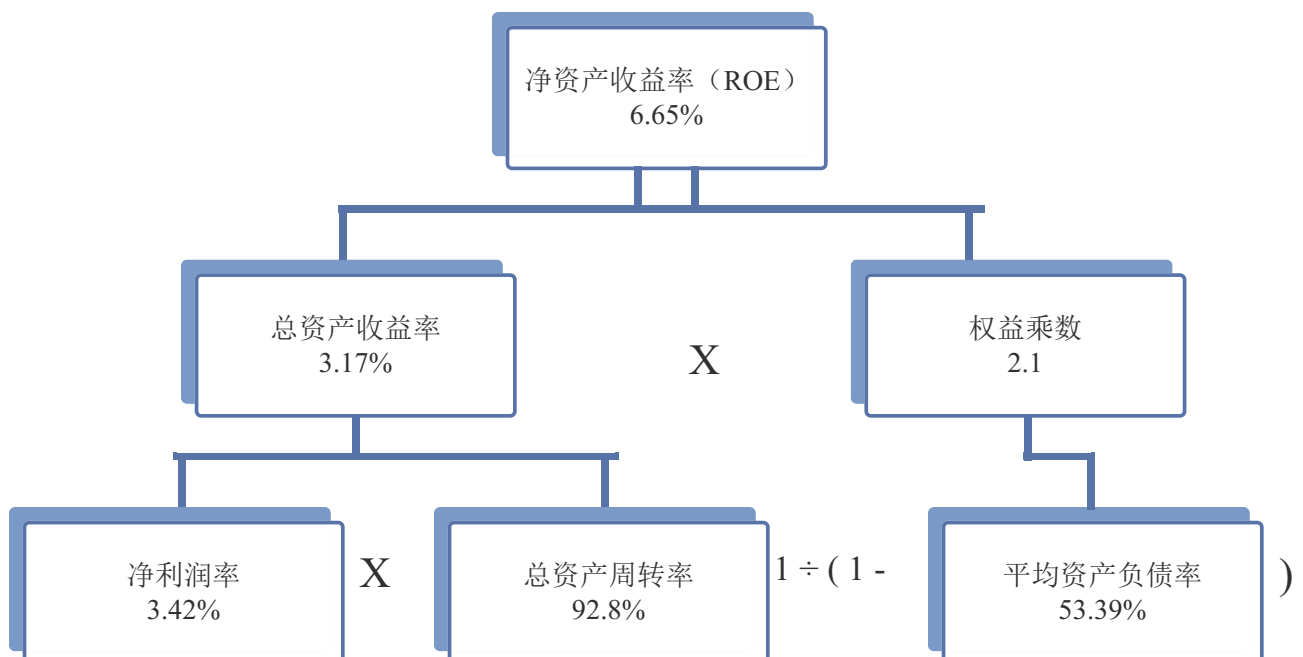 净资产收益率（ROE）
6.65%
总资产收益率
3.17%
X
权益乘数
2.1
净利润率
3.42%
X
总资产周转率
92.8%
1 ÷ ( 1 -
平均资产负债率
53.39%
)